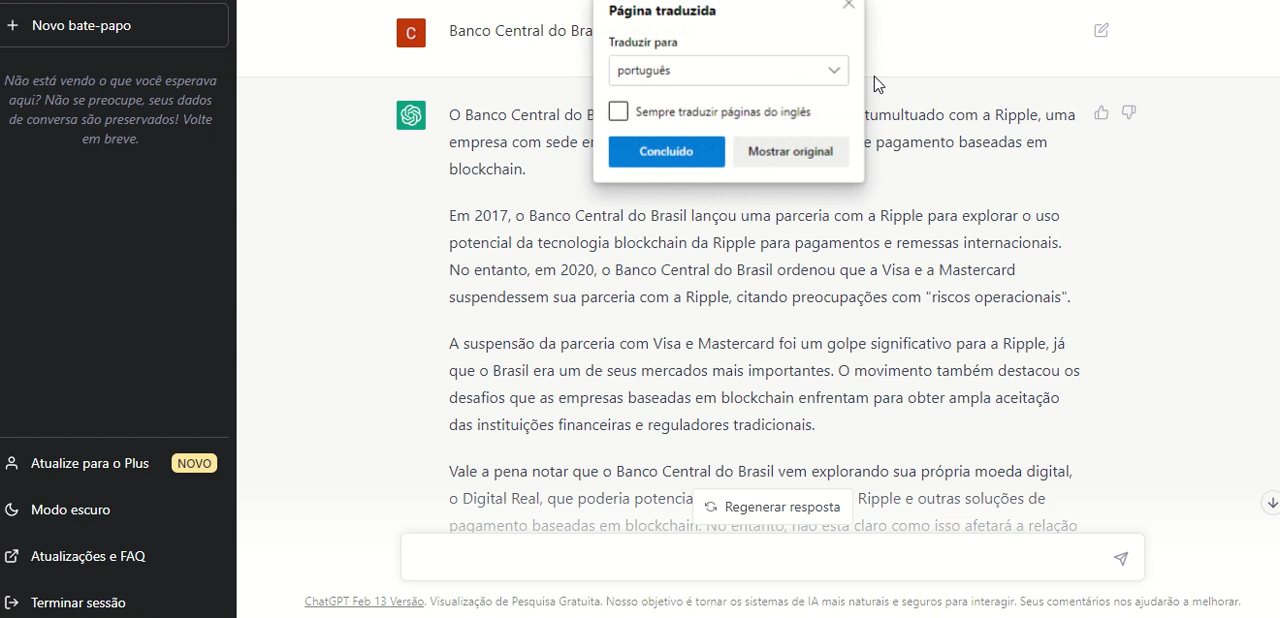 Novo bate-papo
Não está vendo o que você esperava
aqui? Não se preocupe, seus dados
de conversa são preservados! Volte
em breve.
Atualize para o Plus NOVO
Modo escuro
Atualizações e FAQ
Terminar sessão
C
Banco Central do Bra
Página traduzida
Traduzir para
português
Sempre traduzir páginas do inglês
Concluído
Mostrar original
O Banco Central do B tumultuado com a Ripple, uma
empresa com sede e e pagamento baseadas em
blockchain.
Em 2017, o Banco Central do Brasil lançou uma parceria com a Ripple para explorar o uso
potencial da tecnologia blockchain da Ripple para pagamentos e remessas internacionais.
No entanto, em 2020, o Banco Central do Brasil ordenou que a Visa e a Mastercard
suspendessem sua parceria com a Ripple, citando preocupações com "riscos operacionais".
A suspensão da parceria com Visa e Mastercard foi um golpe significativo para a Ripple, já
que o Brasil era um de seus mercados mais importantes. O movimento também destacou os
desafios que as empresas baseadas em blockchain enfrentam para obter ampla aceitação
das instituições financeiras e reguladores tradicionais.
Vale a pena notar que o Banco Central do Brasil vem explorando sua própria moeda digital,
o Digital Real, que poderia potencia Ripple e outras soluções de
pagamento baseadas em blockchain. No entanto, não está claro como isso afetará a relação
Regenerar resposta
ChatGPT Feb 13 Versão. Visualização de Pesquisa Gratuita. Nosso objetivo é tornar os sistemas de IA mais naturais e seguros para interagir. Seus comentários nos ajudarão a melhorar.